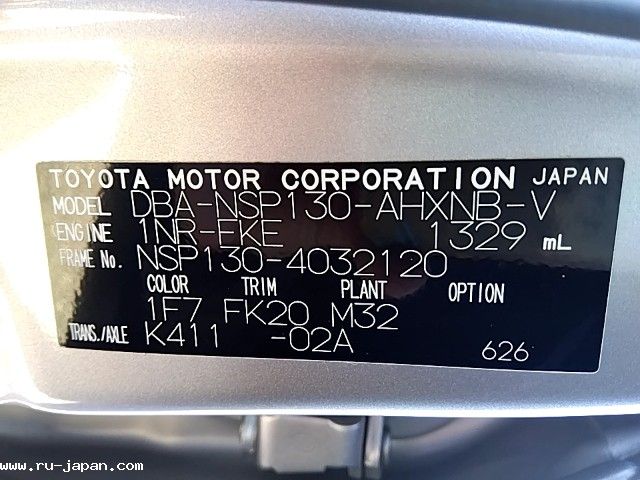 TOYOTA MOTOR CORPORATION JAPAN
MODEL DBA-NSP130-AHXNB-V
ENGINE 1NR-FKE 1329 mL
FRAME No. NSP130-4032120
COLOR TRIM PLANT OPTION
1F7 FK20 M32
TRANS./AXLE K411 -02A 626
www.ru-japan.com